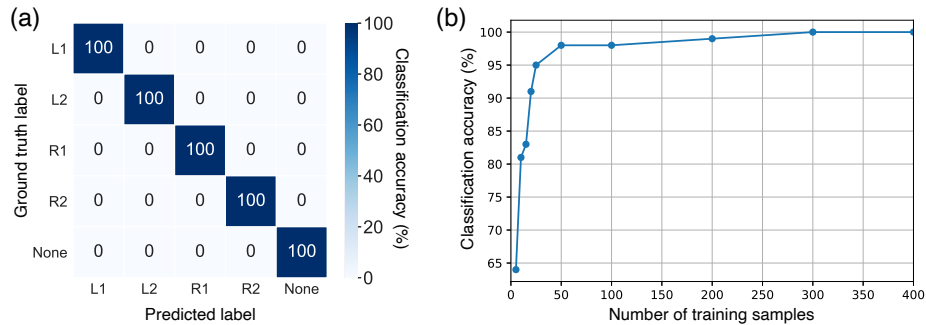 (a)
L1
L2
R1
R2
None
Ground truth label
100 0 0 0 0
0 100 0 0 0
0 0 100 0 0
0 0 0 100 0
0 0 0 0 100
L1 L2 R1 R2 None
Predicted label
100
80
60
40
20
0
Classification accuracy (%)
(b)
Classification accuracy (%)
100
95
90
85
80
75
70
65
0 50 100 150 200 250 300 350 400
Number of training samples